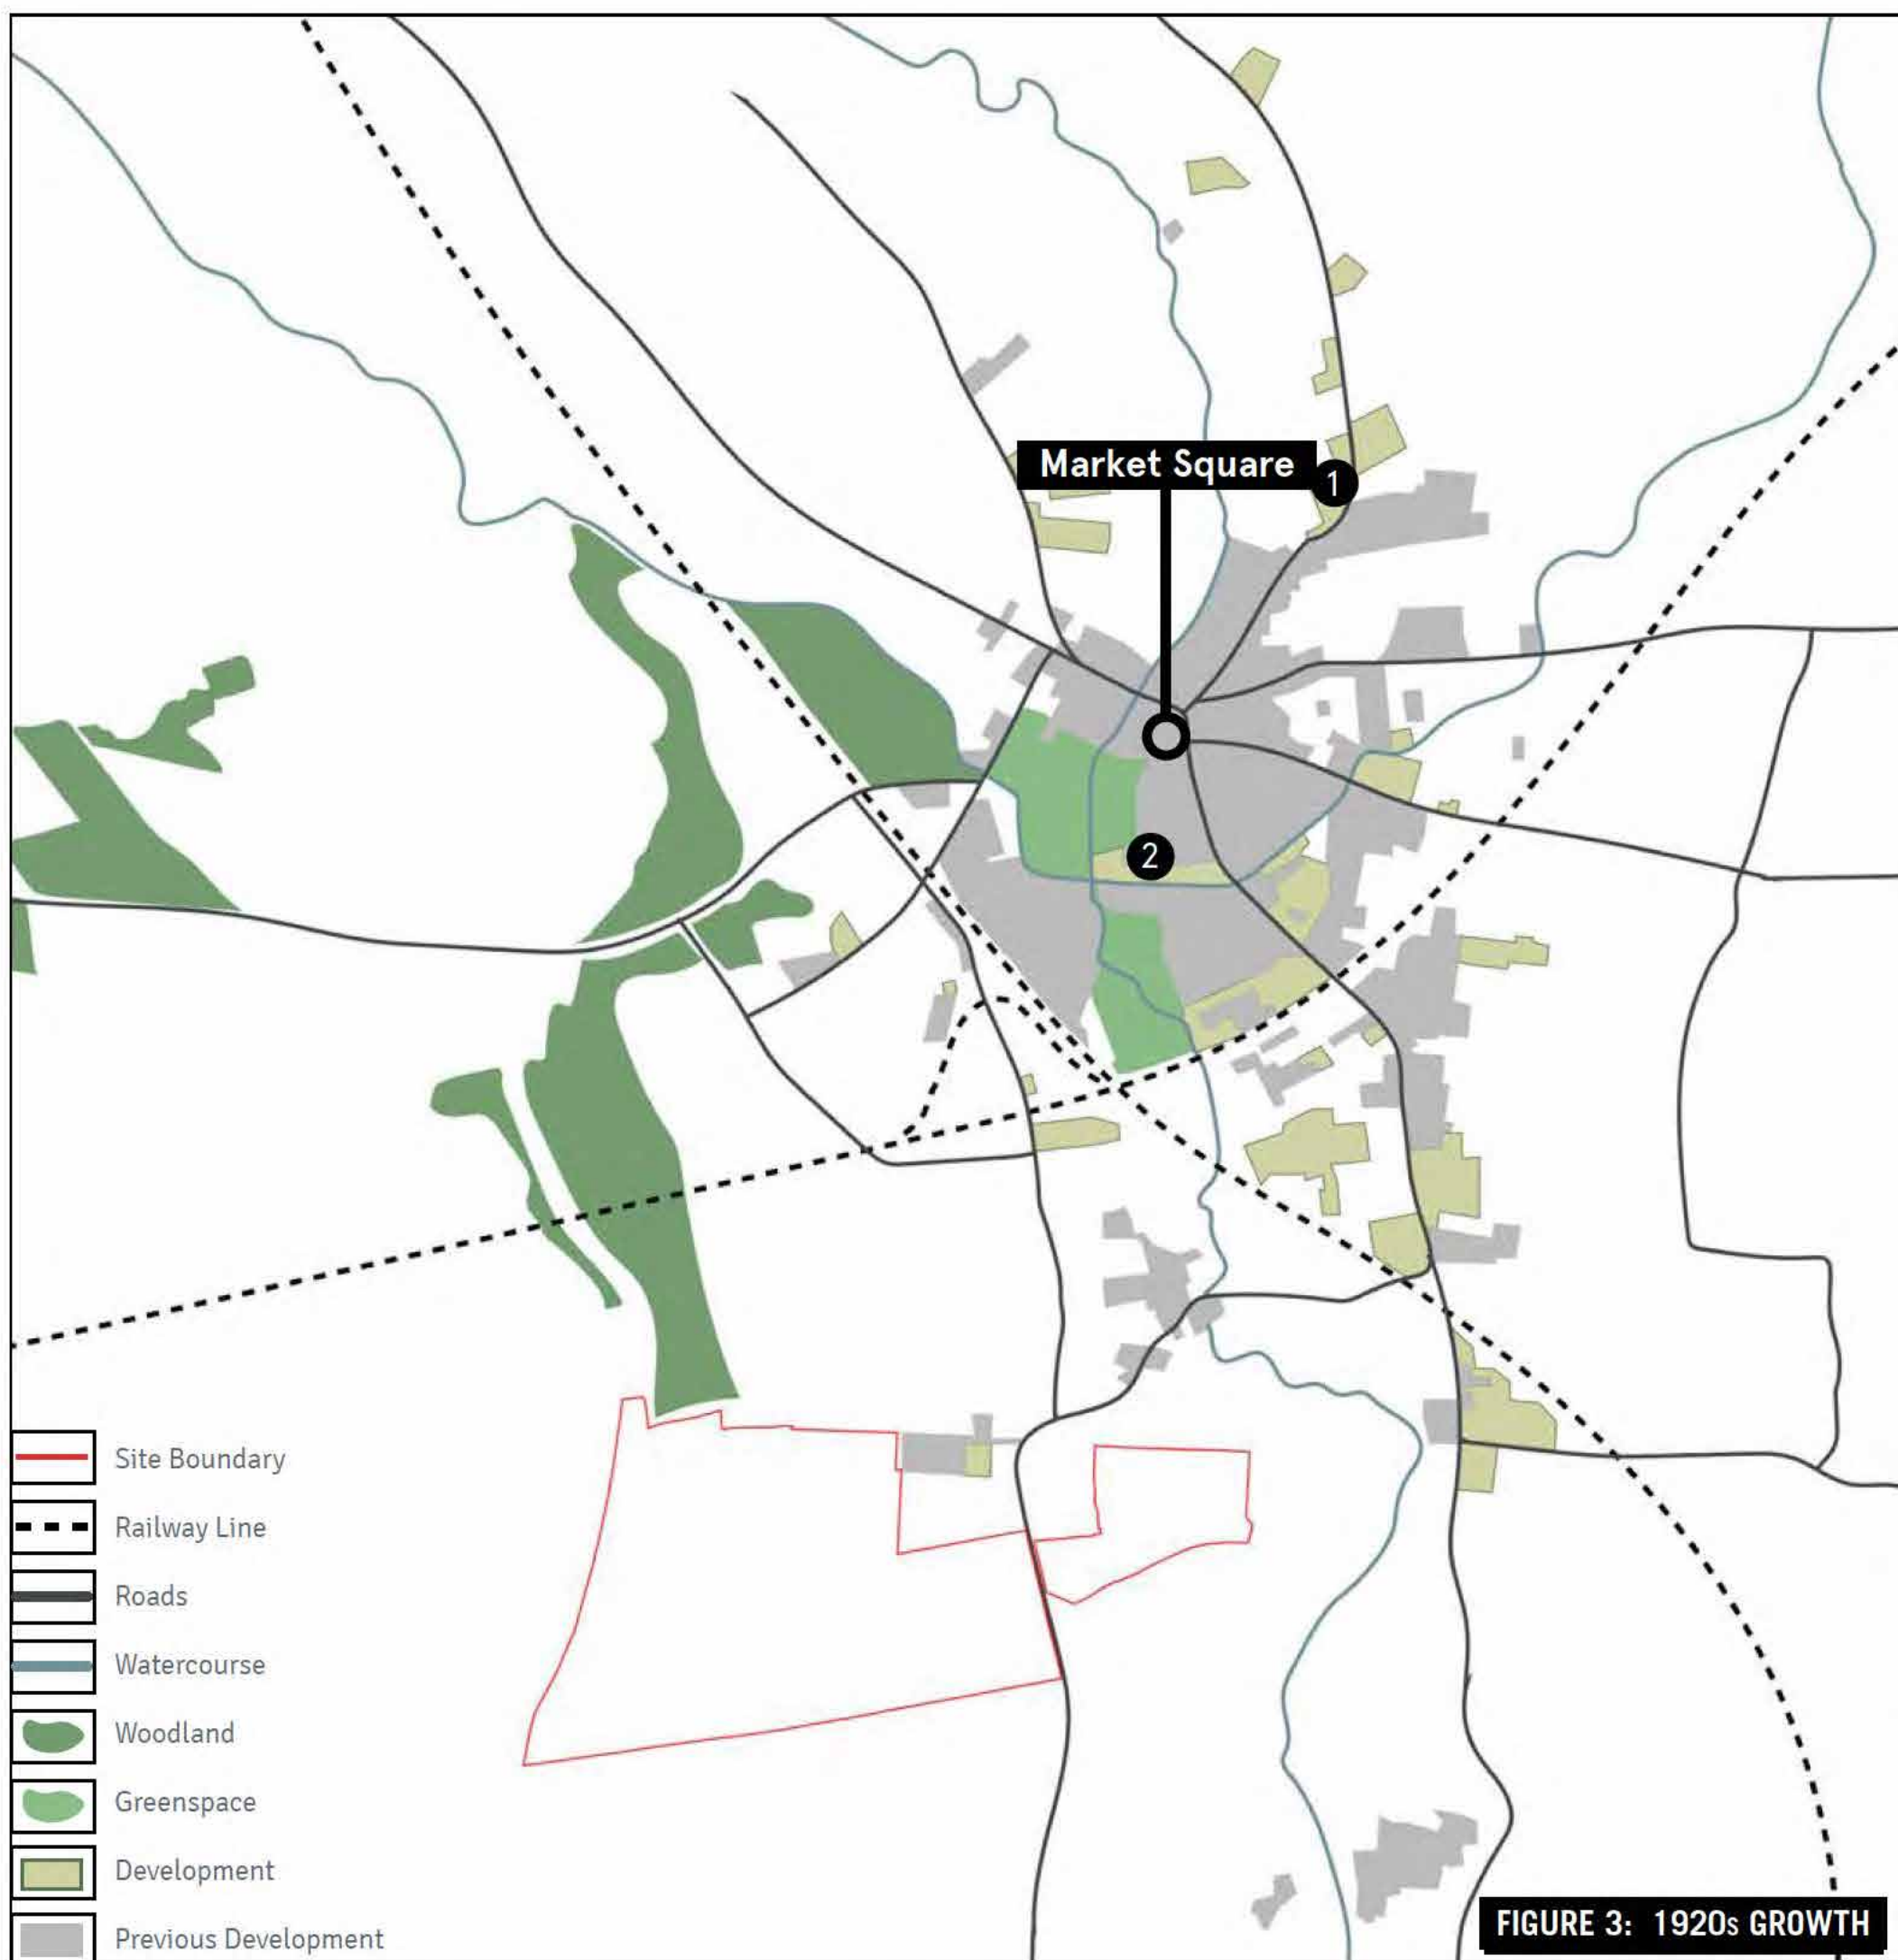 Market Square
1
2
Site Boundary
Railway Line
Roads
Watercourse
Woodland
Greenspace
Development
Previous Development
FIGURE 3: 1920s GROWTH